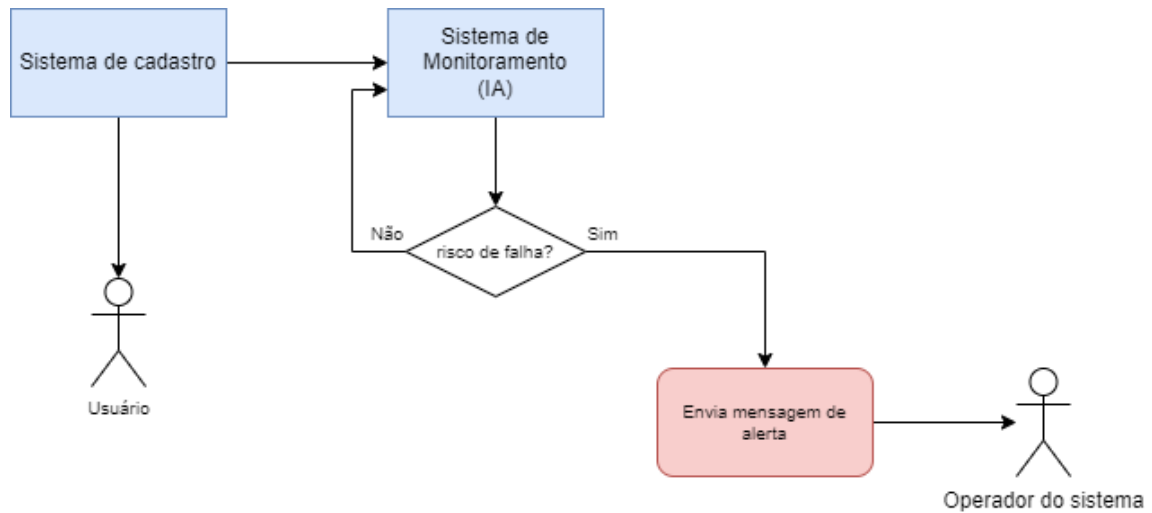 Sistema de cadastro
Sistema de
Monitoramento
(IA)
Não
risco de falha?
Sim
Usuário
Envia mensagem de
alerta
Operador do sistema